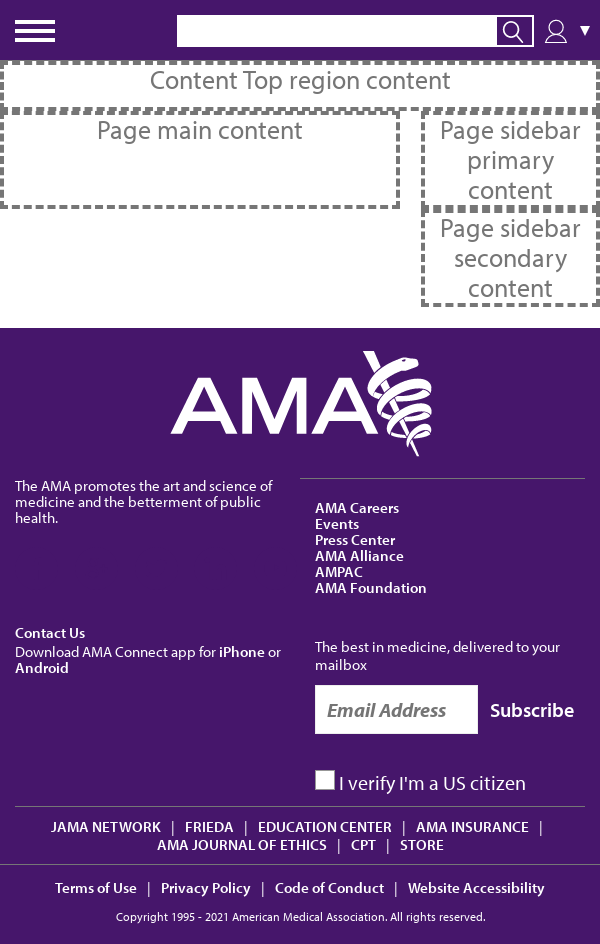 Content Top region content
Page main content
Page sidebar
primary
content
Page sidebar
secondary
content
AMA
The AMA promotes the art and science of
medicine and the betterment of public
health.
AMA Careers
Events
Press Center
AMA Alliance
AMPAC
AMA Foundation
Contact Us
Download AMA Connect app for iPhone or
Android
The best in medicine, delivered to your
mailbox
Email Address Subscribe
I verify I'm a US citizen
JAMA NETWORK | FRIEDA | EDUCATION CENTER | AMA INSURANCE |
AMA JOURNAL OF ETHICS | CPT | STORE
Terms of Use | Privacy Policy | Code of Conduct | Website Accessibility
Copyright 1995 - 2021 American Medical Association. All rights reserved.